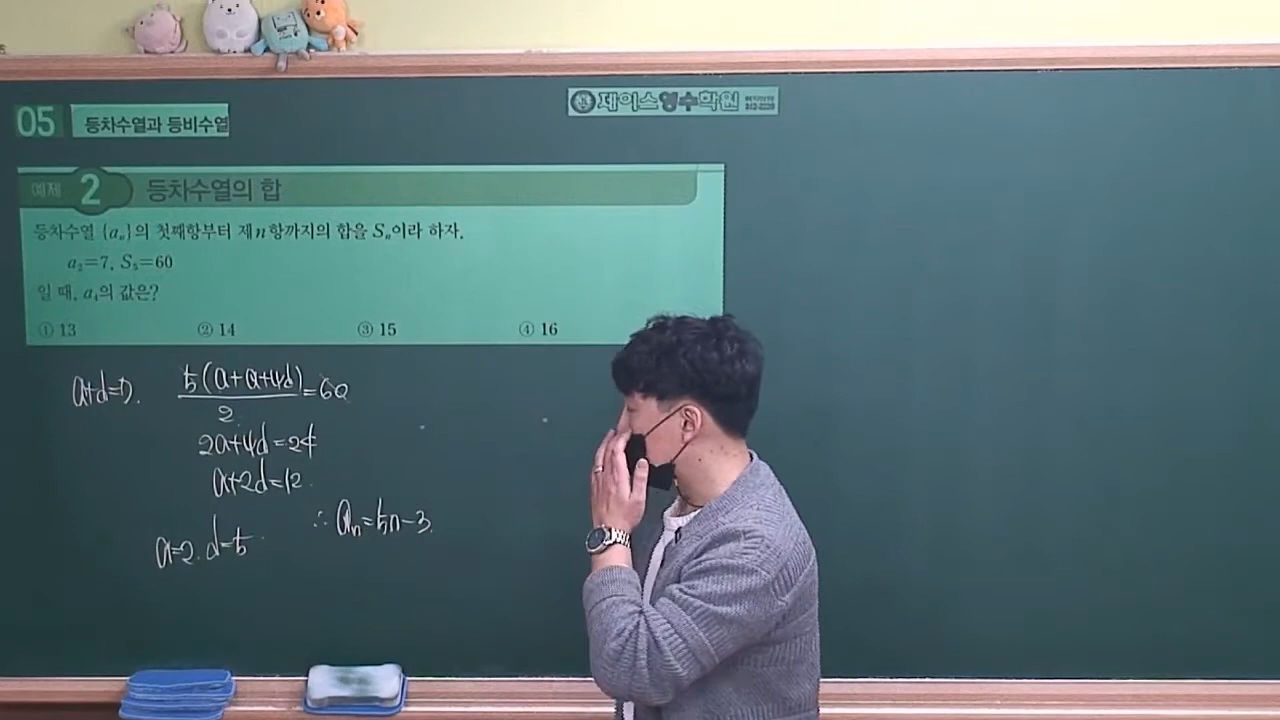 제이스영수학원
05 등차수열과 등비수열
예제 2 등차수열의 합
등차수열 {aₙ}의 첫째항부터 제n항까지의 합을 Sₙ이라 하자.
a₂=7, S₅=60
일 때, a₄의 값은?
① 13 ② 14 ③ 15 ④ 16
a+d=7. 5(a+a+4d)/2=60
2a+4d=24
a+2d=12.
∴ aₙ=5n-3.
a=2. d=5.